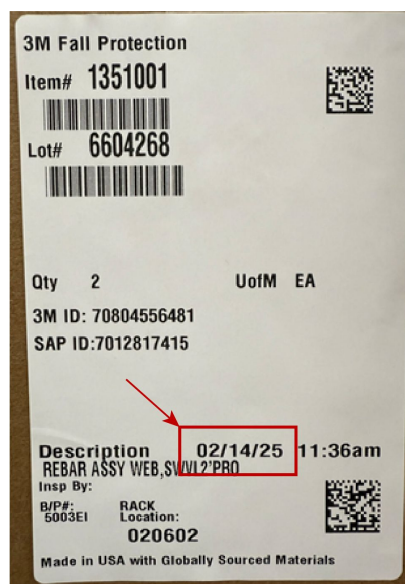 3M Fall Protection
Item# 1351001
Lot# 6604268
Qty 2 UofM EA
3M ID: 70804556481
SAP ID:7012817415
Description 02/14/25 11:36am
REBAR ASSY WEB,SWVL2'PRO
Insp By:
B/P#: RACK
5003EI Location:
020602
Made in USA with Globally Sourced Materials